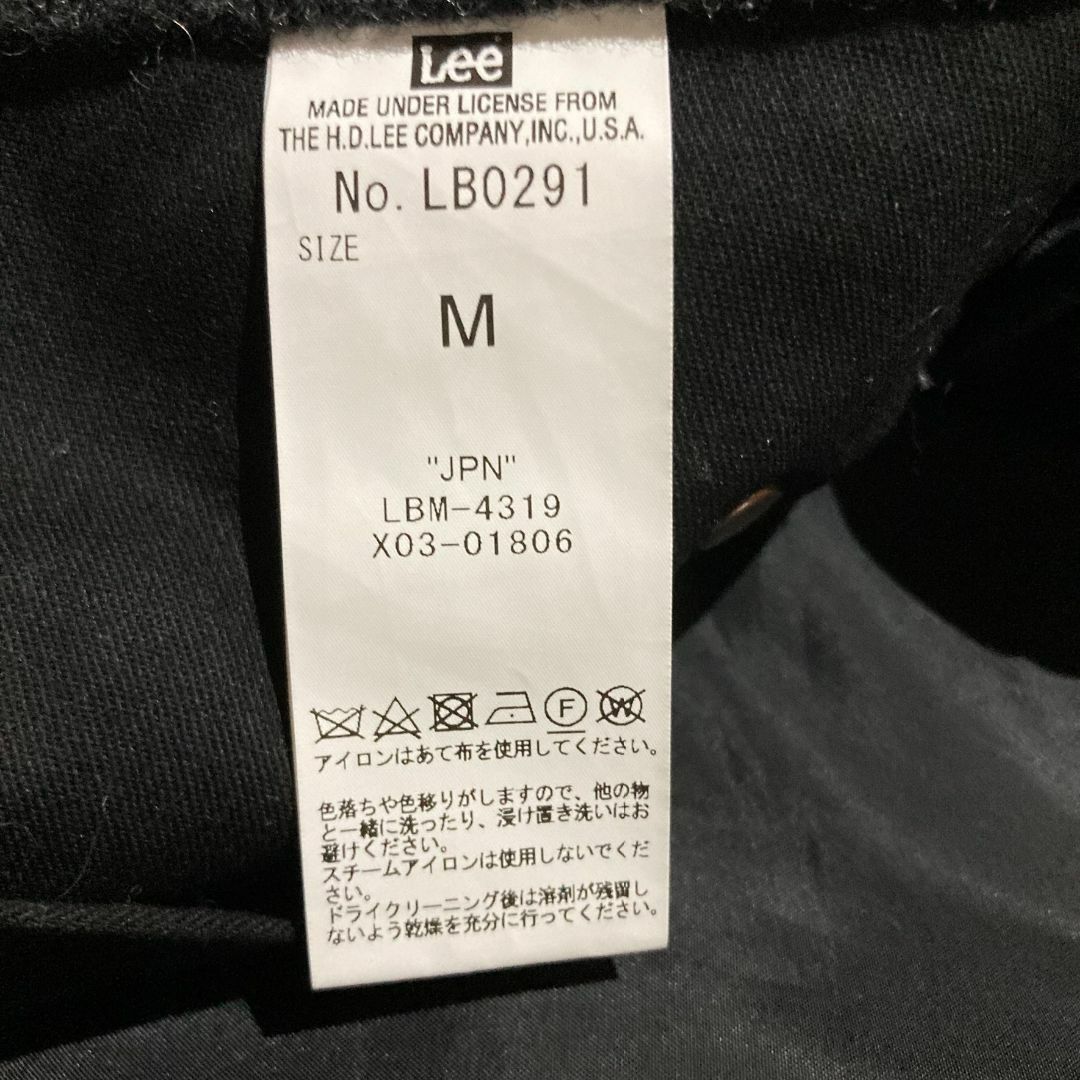 Lee
MADE UNDER LICENSE FROM
THE H.D.LEE COMPANY,INC.,U.S.A.
No. LB0291
SIZE
M
"JPN"
LBM-4319
X03-01806
F
W
アイロンはあて布を使用してください。
色落ちや色移りがしますので、他の物
と一緒に洗ったり、浸け置き洗いはお
避けください。
スチームアイロンは使用しないでくだ
さい。
ドライクリーニング後は溶剤が残留し
ないよう乾燥を充分に行ってください。